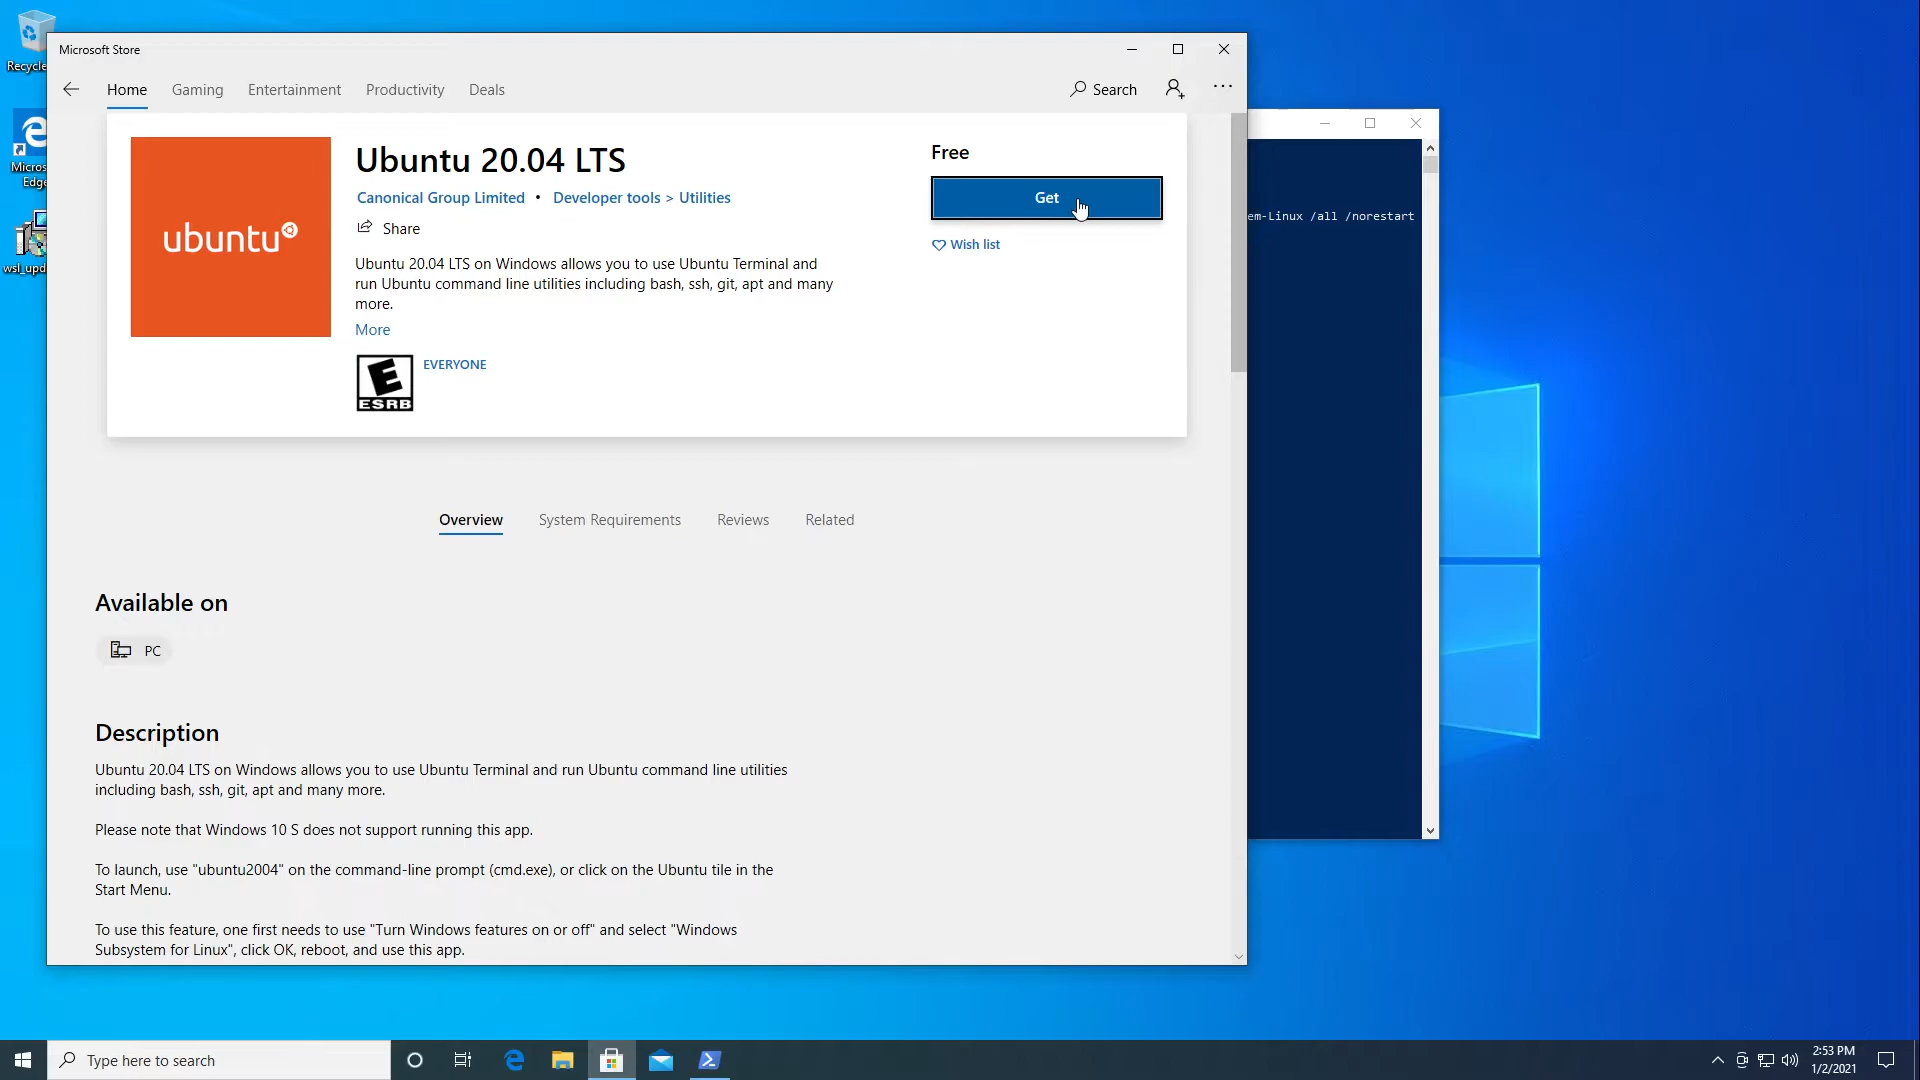 Recycle
Micros
Edge
wsl_upd
Microsoft Store
Home
Gaming
Entertainment
Productivity
Deals
Search
ubuntu
Ubuntu 20.04 LTS
Canonical Group Limited • Developer tools > Utilities
Share
Ubuntu 20.04 LTS on Windows allows you to use Ubuntu Terminal and
run Ubuntu command line utilities including bash, ssh, git, apt and many
more.
More
E
ESRB
EVERYONE
Free
Get
Wish list
em-Linux /all /norestart
Overview
System Requirements
Reviews
Related
Available on
PC
Description
Ubuntu 20.04 LTS on Windows allows you to use Ubuntu Terminal and run Ubuntu command line utilities
including bash, ssh, git, apt and many more.
Please note that Windows 10 S does not support running this app.
To launch, use "ubuntu2004" on the command-line prompt (cmd.exe), or click on the Ubuntu tile in the
Start Menu.
To use this feature, one first needs to use "Turn Windows features on or off" and select "Windows
Subsystem for Linux", click OK, reboot, and use this app.
Type here to search
2:53 PM
1/2/2021